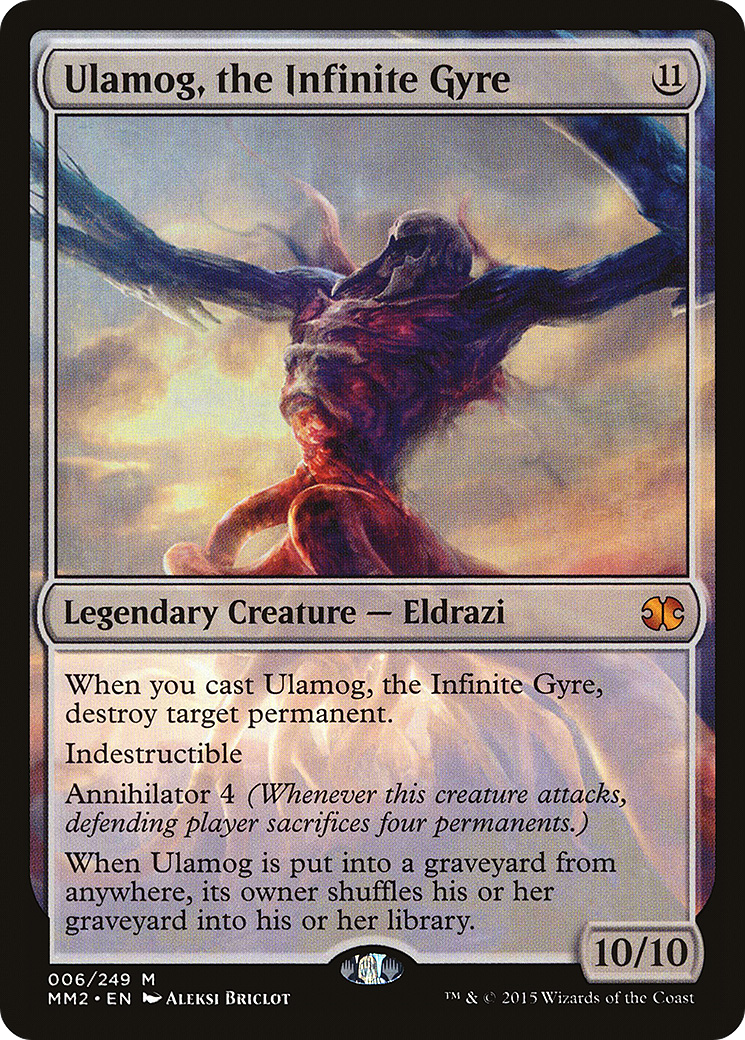 Ulamog, the Infinite Gyre 11
Legendary Creature — Eldrazi
When you cast Ulamog, the Infinite Gyre,
destroy target permanent.
Indestructible
Annihilator 4 (Whenever this creature attacks,
defending player sacrifices four permanents.)
When Ulamog is put into a graveyard from
anywhere, its owner shuffles his or her
graveyard into his or her library.
10/10
006/249 M
MM2 • EN Aleksi Briclot
™ & © 2015 Wizards of the Coast